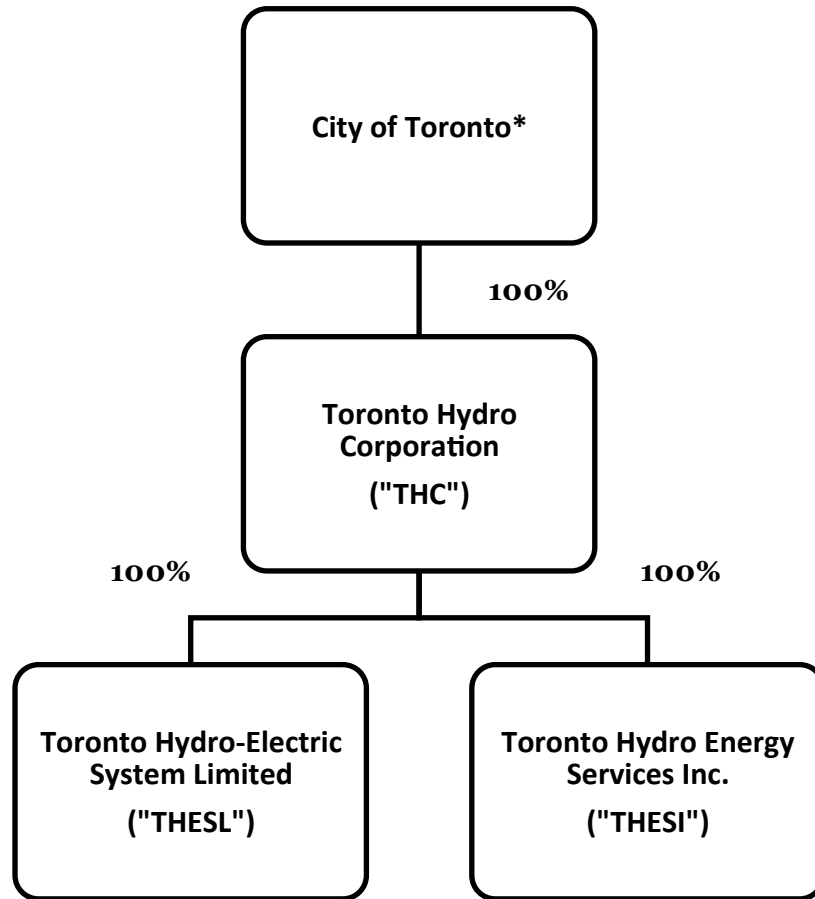 City of Toronto*
100%
Toronto Hydro
Corporation
("THC")
100%
100%
Toronto Hydro-Electric
System Limited
("THESL")
Toronto Hydro Energy
Services Inc.
("THESI")